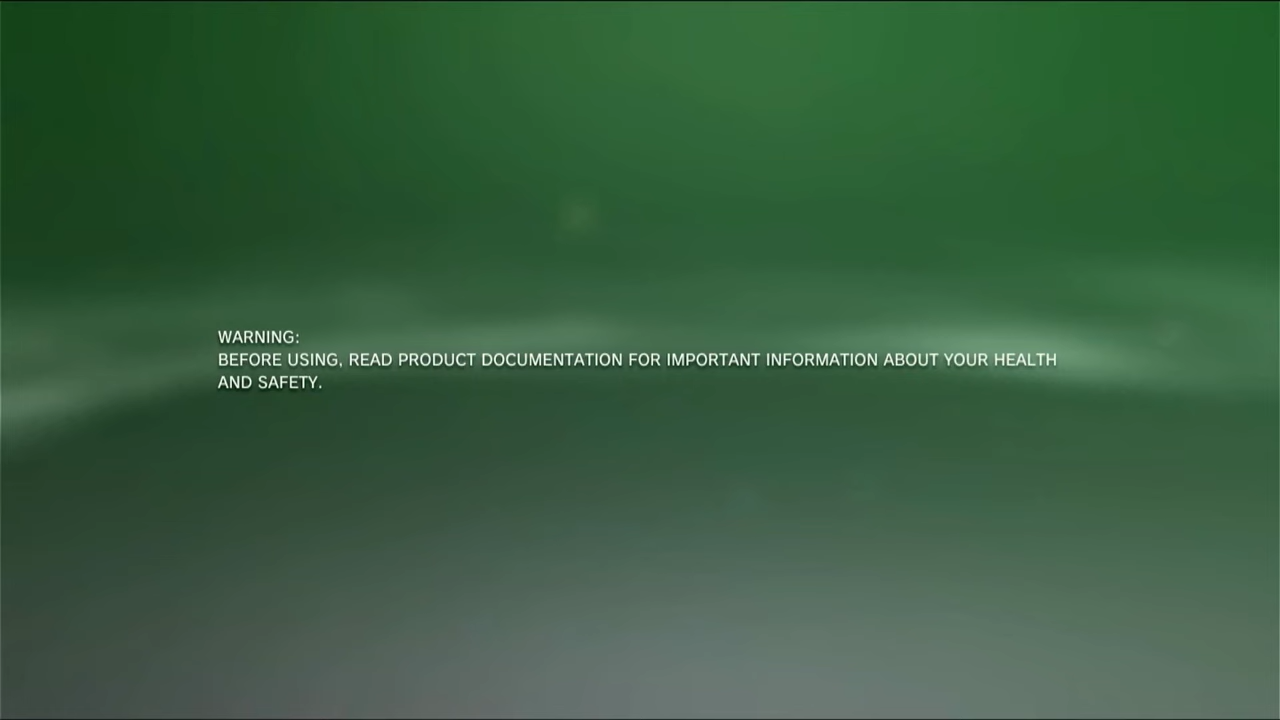 WARNING:
BEFORE USING, READ PRODUCT DOCUMENTATION FOR IMPORTANT INFORMATION ABOUT YOUR HEALTH
AND SAFETY.